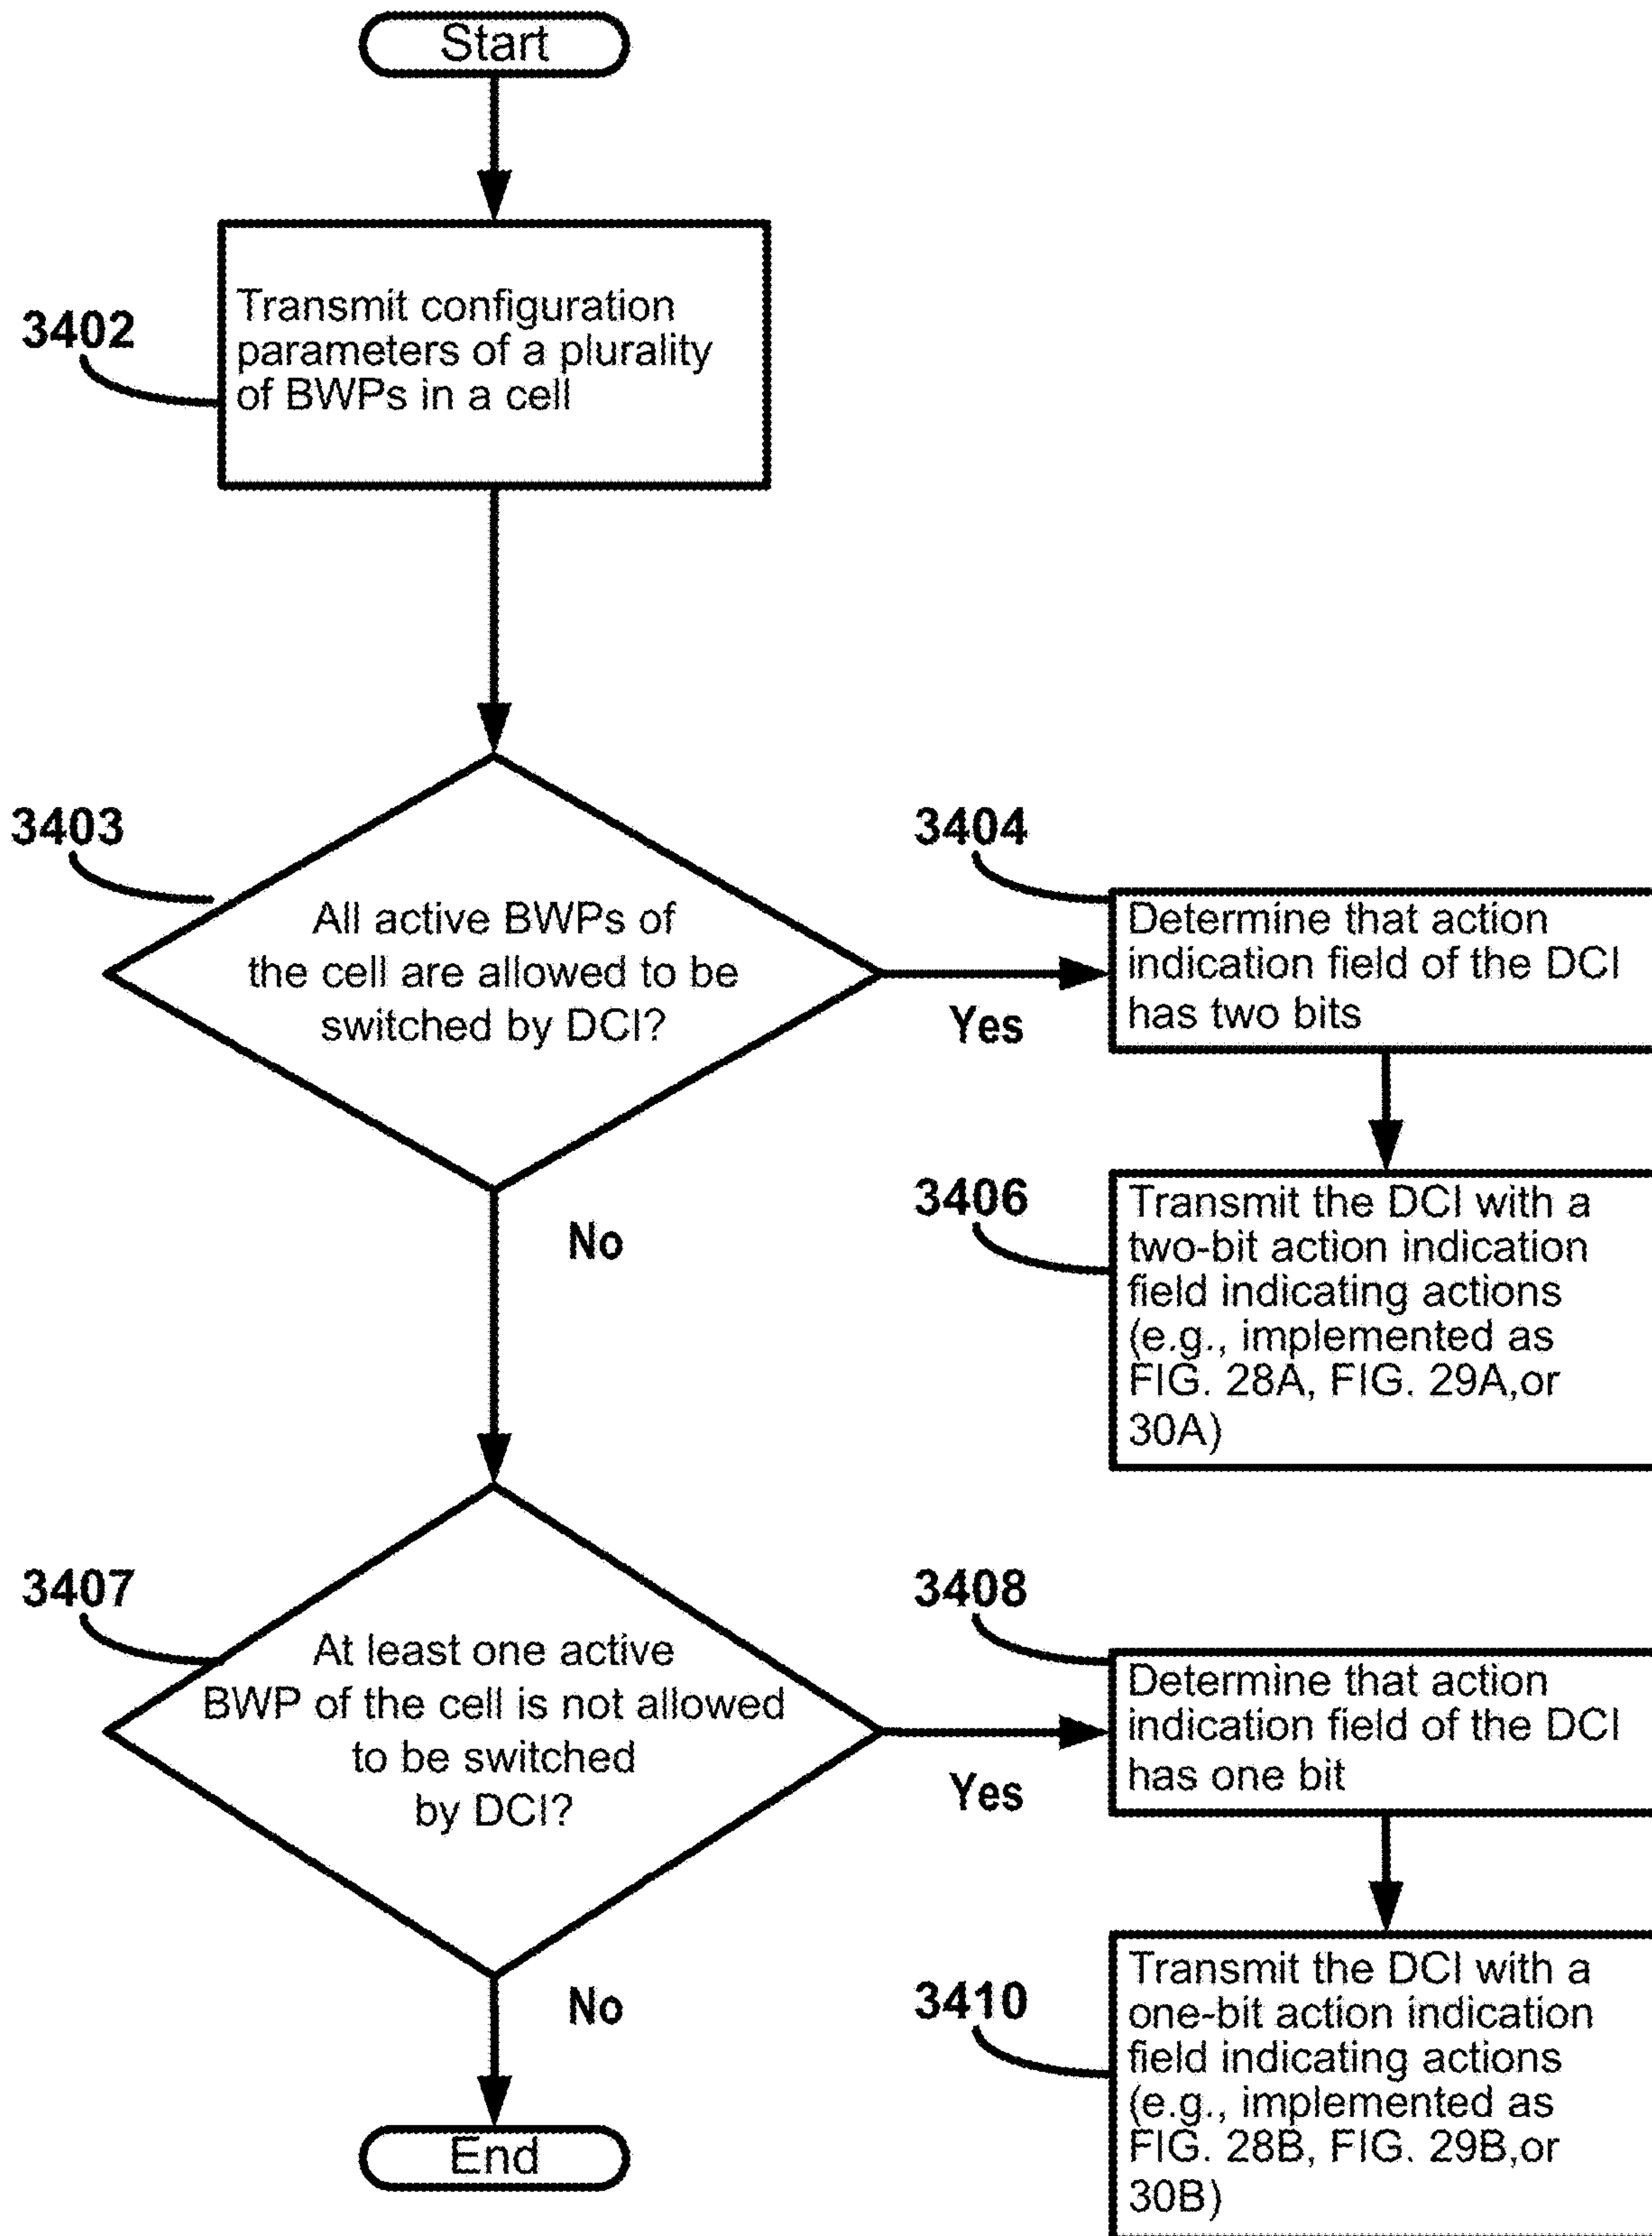 Start
3402
Transmit configuration
parameters of a plurality
of BWPs in a cell
3403
All active BWPs of
the cell are allowed to be
switched by DCI?
Yes
No
3404
Determine that action
indication field of the DCI
has two bits
3406
Transmit the DCI with a
two-bit action indication
field indicating actions
(e.g., implemented as
FIG. 28A, FIG. 29A,or
30A)
3407
At least one active
BWP of the cell is not allowed
to be switched
by DCI?
Yes
No
3408
Determine that action
indication field of the DCI
has one bit
3410
Transmit the DCI with a
one-bit action indication
field indicating actions
(e.g., implemented as
FIG. 28B, FIG. 29B,or
30B)
End